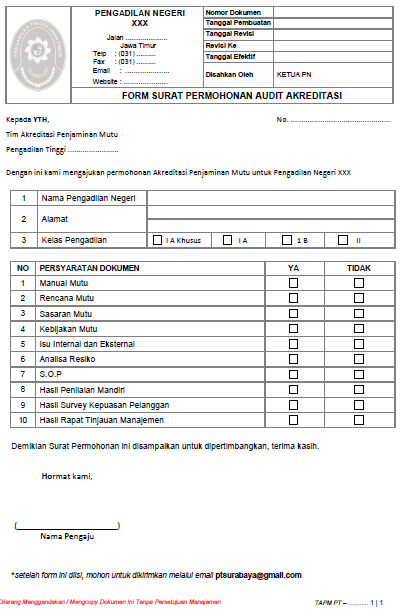 PENGADILAN NEGERI
XXX
Jalan .....................
Jawa Timur
Telp : (031) ..........
Fax : (031) ..........
Email : ......................
Website : ......................
Nomor Dokumen
Tanggal Pembuatan
Tanggal Revisi
Revisi Ke
Tanggal Efektif
Disahkan Oleh KETUA PN
FORM SURAT PERMOHONAN AUDIT AKREDITASI
Kepada YTH, No. ................................................
Tim Akreditasi Penjaminan Mutu
Pengadilan Tinggi ........................
Dengan ini kami mengajukan permohonan Akreditasi Penjaminan Mutu untuk Pengadilan Negeri XXX
1 Nama Pengadilan Negeri
2 Alamat
3 Kelas Pengadilan I A Khusus I A 1 B II
NO PERSYARATAN DOKUMEN YA TIDAK
1 Manual Mutu
2 Rencana Mutu
3 Sasaran Mutu
4 Kebijakan Mutu
5 Isu Internal dan Eksternal
6 Analisa Resiko
7 S.O.P
8 Hasil Penilaian Mandiri
9 Hasil Survey Kepuasan Pelanggan
10 Hasil Rapat Tinjauan Manajemen
Demikian Surat Permohonan ini disampaikan untuk dipertimbangkan, terima kasih.
Hormat kami,
(________________________)
Nama Pengaju
*setelah form ini diisi, mohon untuk dikirimkan melalui email ptsurabaya@gmail.com
Dilarang Menggandakan / Mengcopy Dokumen Ini Tanpa Persetujuan Manajemen
TAPM PT – .......... 1 | 1